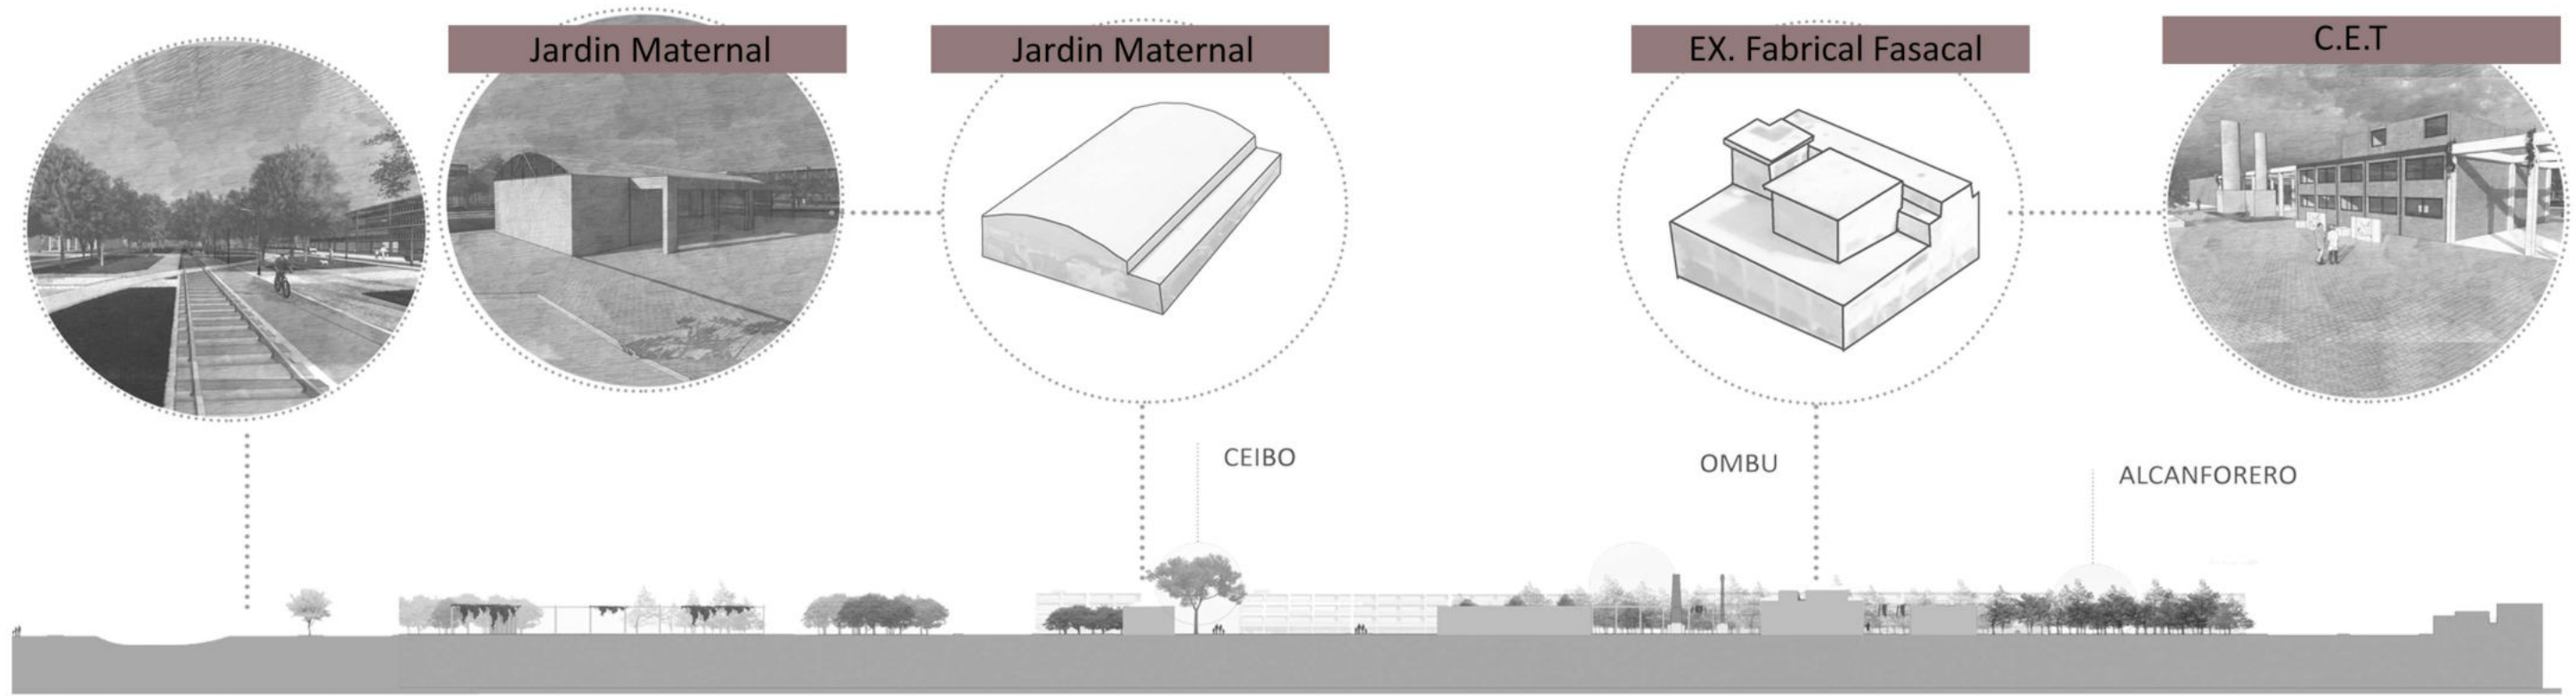 Jardin Maternal
Jardin Maternal
EX. Fabrical Fasacal
C.E.T
CEIBO
OMBU
ALCANFORERO